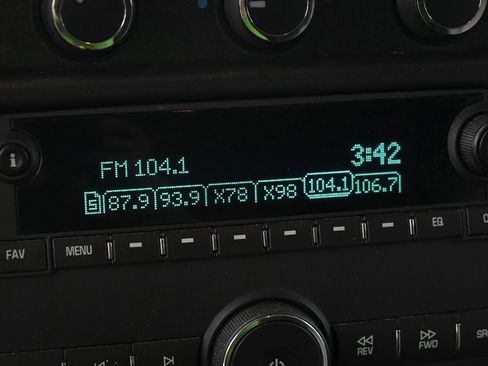 3:42
FM 104.1
5 87.9 93.9 X78 X98 104.1 106.7
i
FAV MENU EQ
REV FWD